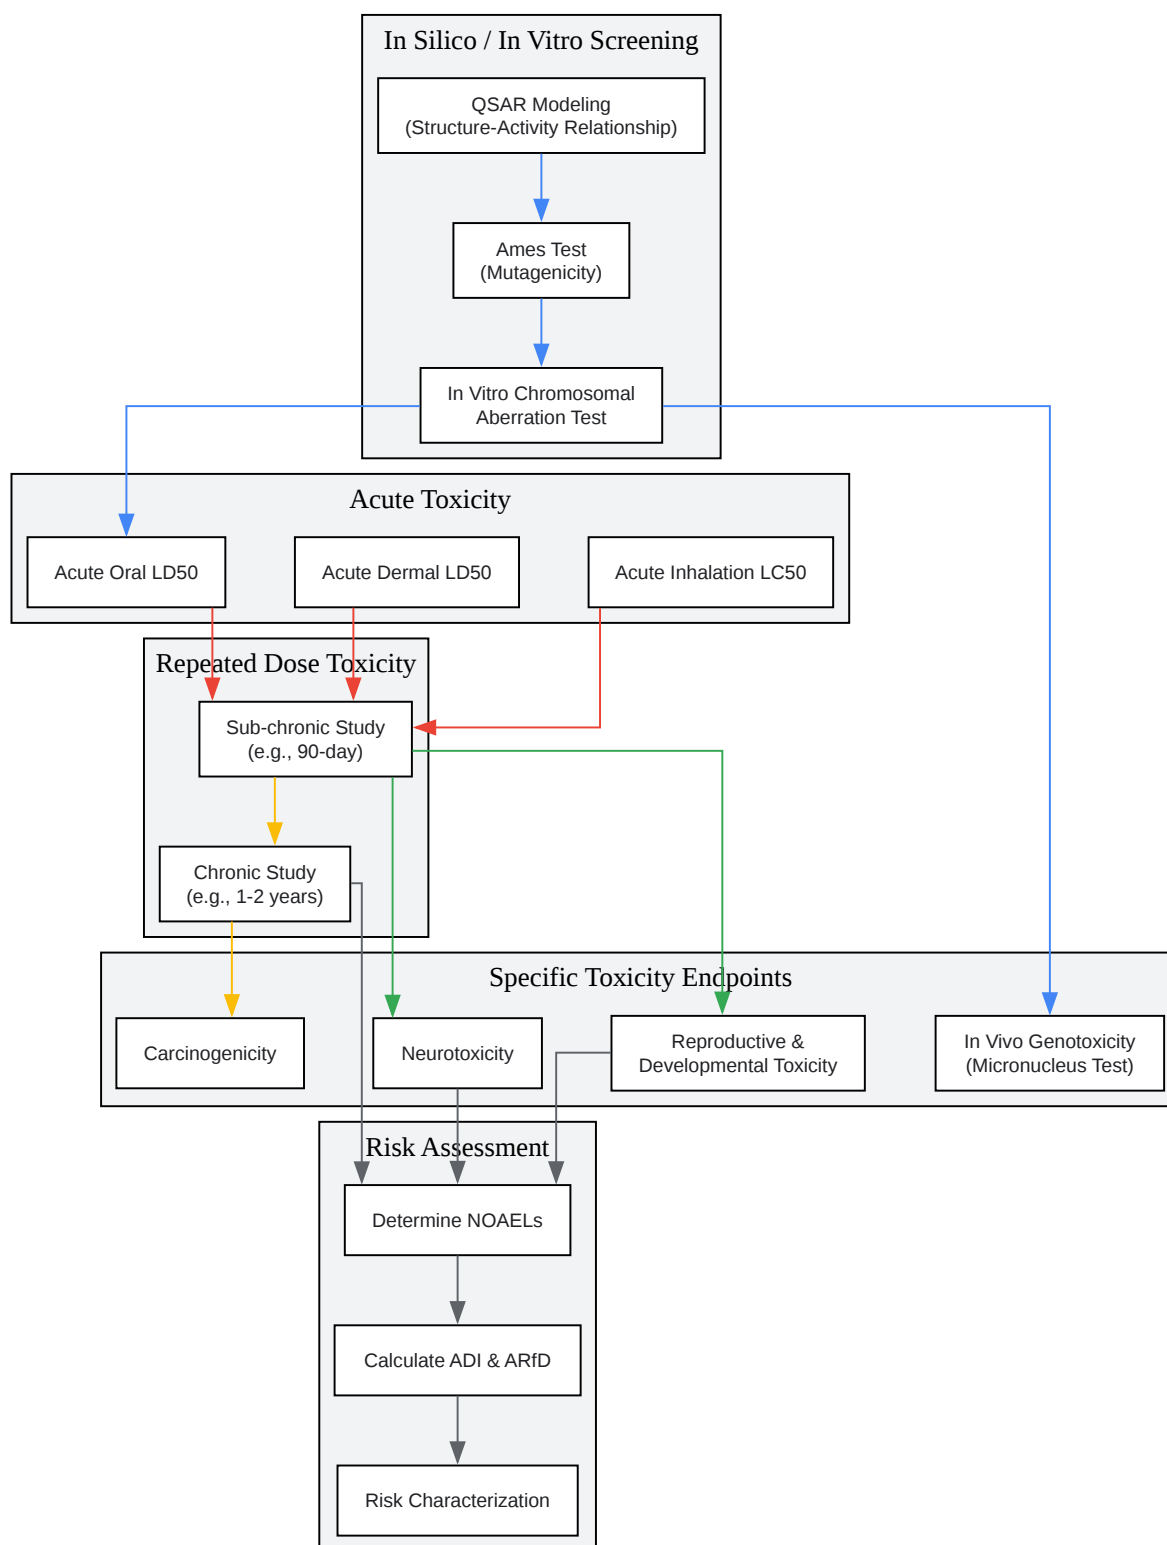 In Silico / In Vitro Screening
QSAR Modeling
(Structure-Activity Relationship)
Ames Test
(Mutagenicity)
In Vitro Chromosomal
Aberration Test
Acute Toxicity
Acute Oral LD50
Acute Dermal LD50
Acute Inhalation LC50
Repeated Dose Toxicity
Sub-chronic Study
(e.g., 90-day)
Chronic Study
(e.g., 1-2 years)
Specific Toxicity Endpoints
Carcinogenicity
Neurotoxicity
Reproductive &
Developmental Toxicity
In Vivo Genotoxicity
(Micronucleus Test)
Risk Assessment
Determine NOAELs
Calculate ADI & ARfD
Risk Characterization